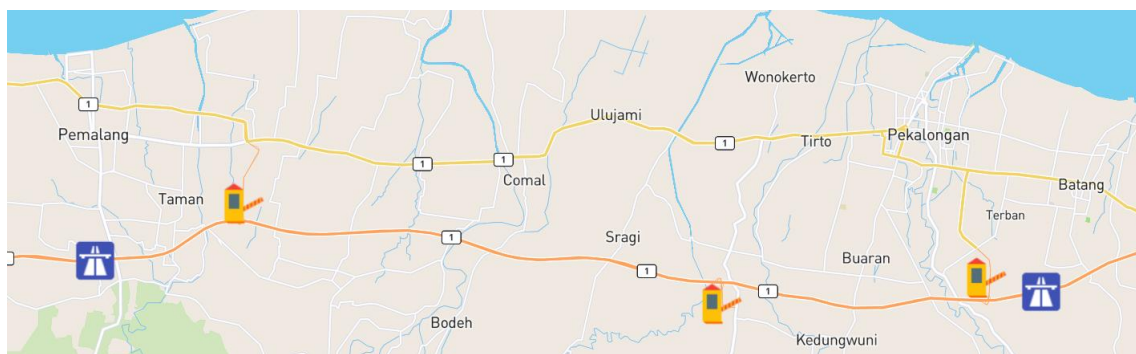 Wonokerto
1
Ulujami
Pemalang
1
Tirto
Pekalongan
1
1
Comal
Batang
Taman
Terban
Sragi
1
Buaran
1
1
Bodeh
Kedungwuni